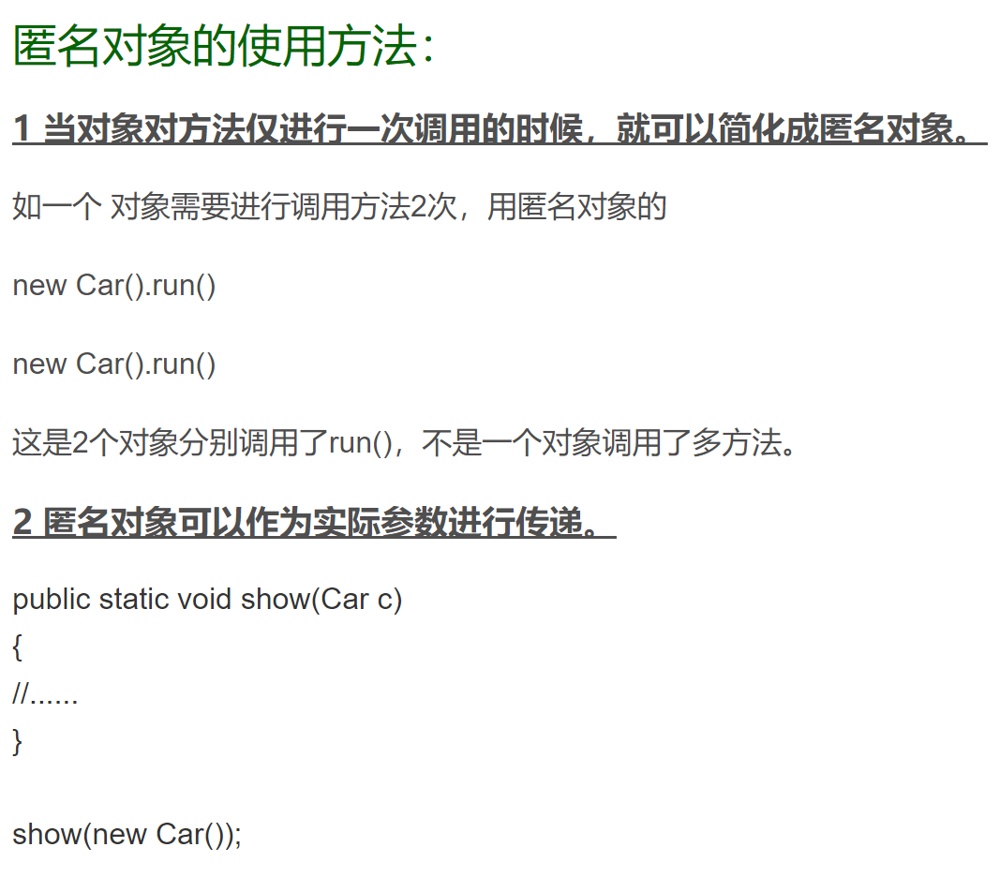 匿名对象的使用方法：
1 当对象对方法仅进行一次调用的时候，就可以简化成匿名对象。
如一个 对象需要进行调用方法2次，用匿名对象的
new Car().run()
new Car().run()
这是2个对象分别调用了run()，不是一个对象调用了多方法。
2 匿名对象可以作为实际参数进行传递。
public static void show(Car c)
{
//......
}
show(new Car());